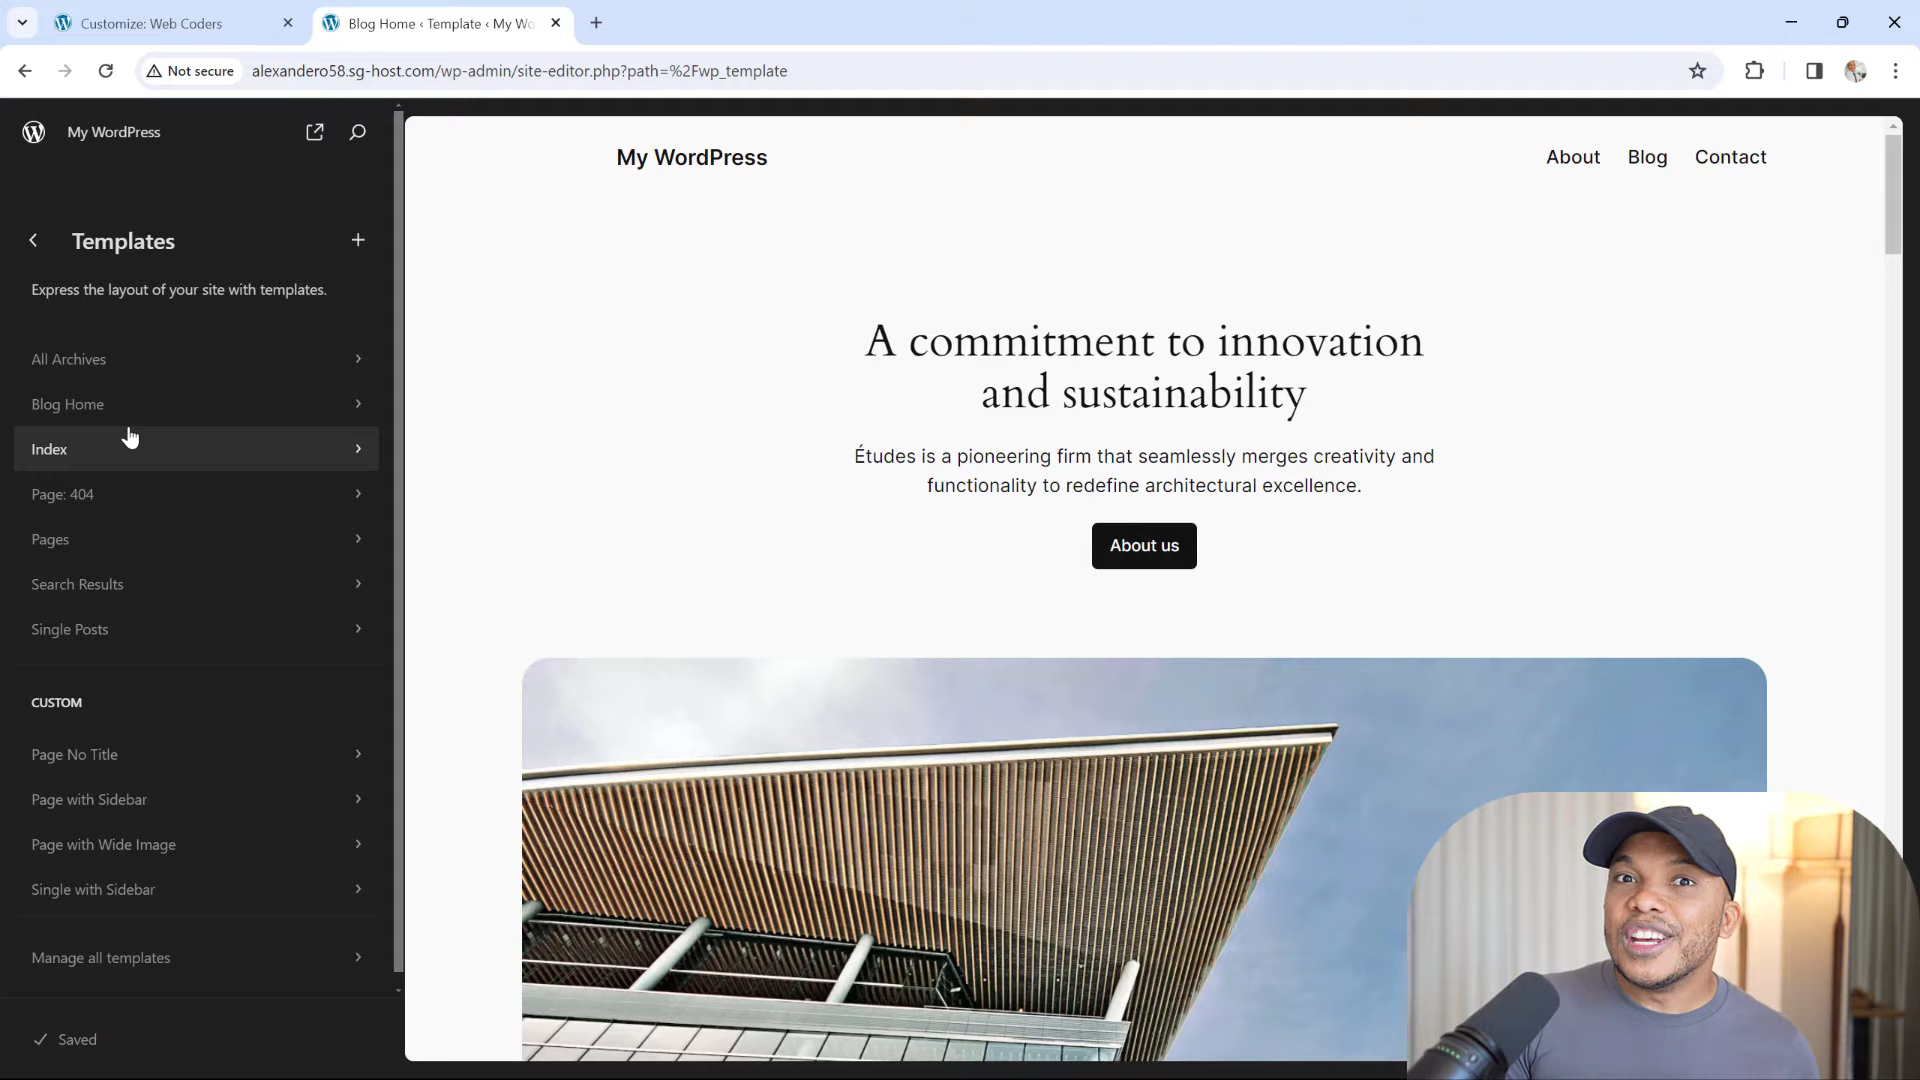 Customize: Web Coders
Blog Home ‹ Template ‹ My Wo
Not secure
alexandero58.sg-host.com/wp-admin/site-editor.php?path=%2Fwp_template
My WordPress
Templates
Express the layout of your site with templates.
All Archives
Blog Home
Index
Page: 404
Pages
Search Results
Single Posts
CUSTOM
Page No Title
Page with Sidebar
Page with Wide Image
Single with Sidebar
Manage all templates
Saved
My WordPress
About Blog Contact
A commitment to innovation
and sustainability
Études is a pioneering firm that seamlessly merges creativity and
functionality to redefine architectural excellence.
About us